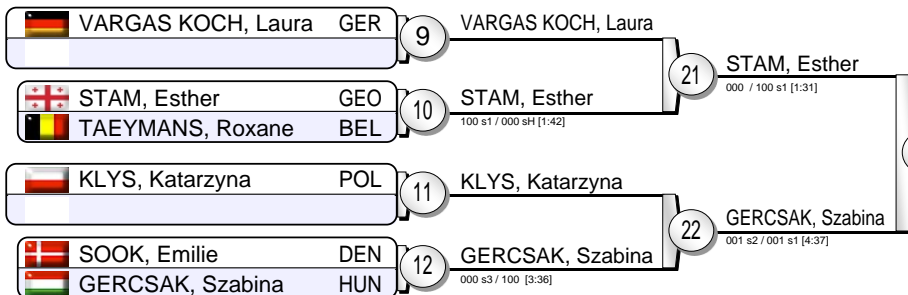 VARGAS KOCH, Laura GER
9
VARGAS KOCH, Laura
STAM, Esther GEO
TAEYMANS, Roxane BEL
10
STAM, Esther
100 s1 / 000 sH [1:42]
21
STAM, Esther
000 / 100 s1 [1:31]
KLYS, Katarzyna POL
11
KLYS, Katarzyna
SOOK, Emilie DEN
GERCSAK, Szabina HUN
12
GERCSAK, Szabina
000 s3 / 100 [3:36]
22
GERCSAK, Szabina
001 s2 / 001 s1 [4:37]